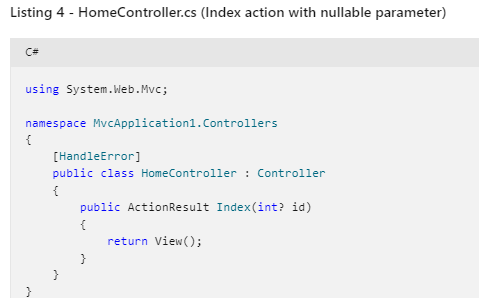 Listing 4 - HomeController.cs (Index action with nullable parameter)
C#
using System.Web.Mvc;
namespace MvcApplication1.Controllers
{
    [HandleError]
    public class HomeController : Controller
    {
        public ActionResult Index(int? id)
        {
            return View();
        }
    }
}